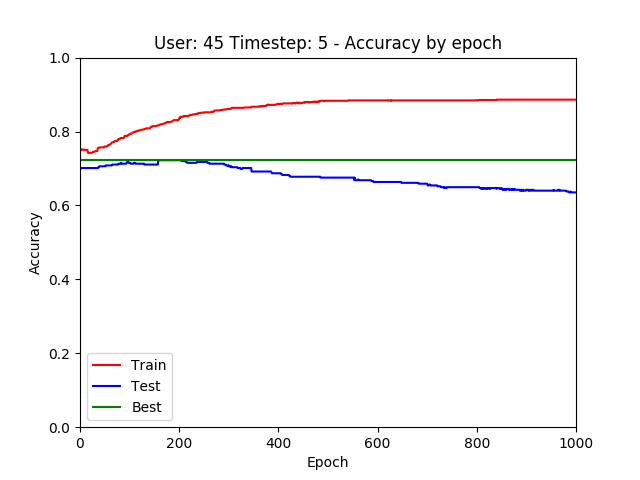 User: 45 Timestep: 5 - Accuracy by epoch
1.0
0.8
0.6
0.4
0.2
0.0
Accuracy
Train
Test
Best
0 200 400 600 800 1000
Epoch